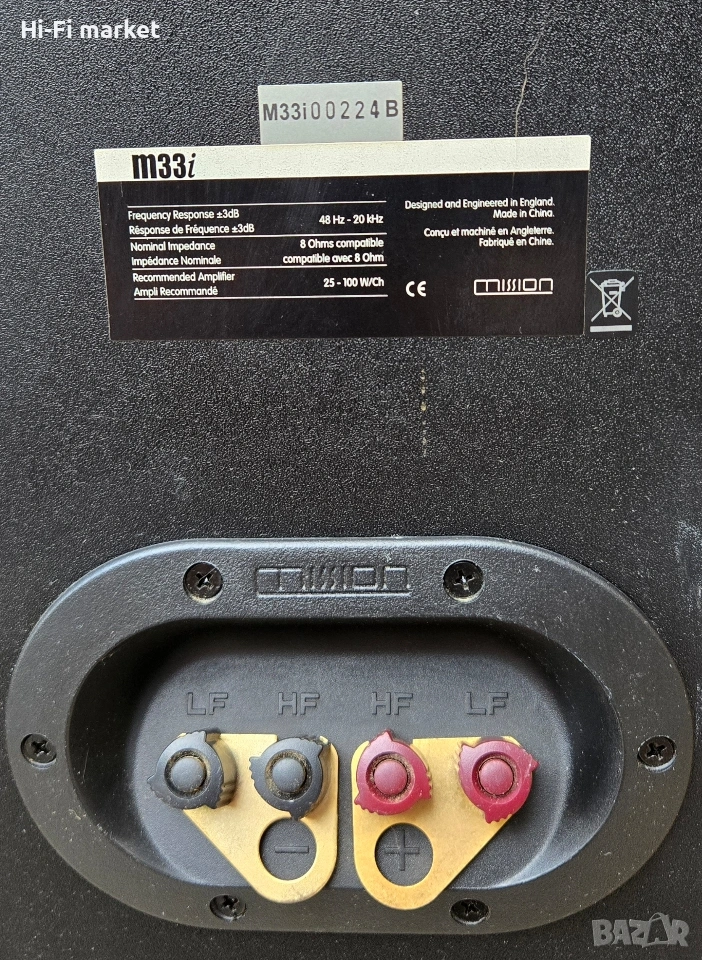 Hi-Fi market
M33i00224B
m33i
Frequency Response ±3dB
Résponse de Fréquence ±3dB
48 Hz - 20 kHz
Nominal Impedance
8 Ohms compatible
Impédance Nominale
compatible avec 8 Ohm
Recommended Amplifier
Ampli Recommandé
25 - 100 W/Ch
Designed and Engineered in England.
Made in China.
Conçu et machiné en Angleterre.
Fabriqué en Chine.
CE
mission
mission
LF HF HF LF
− +
BAZAR